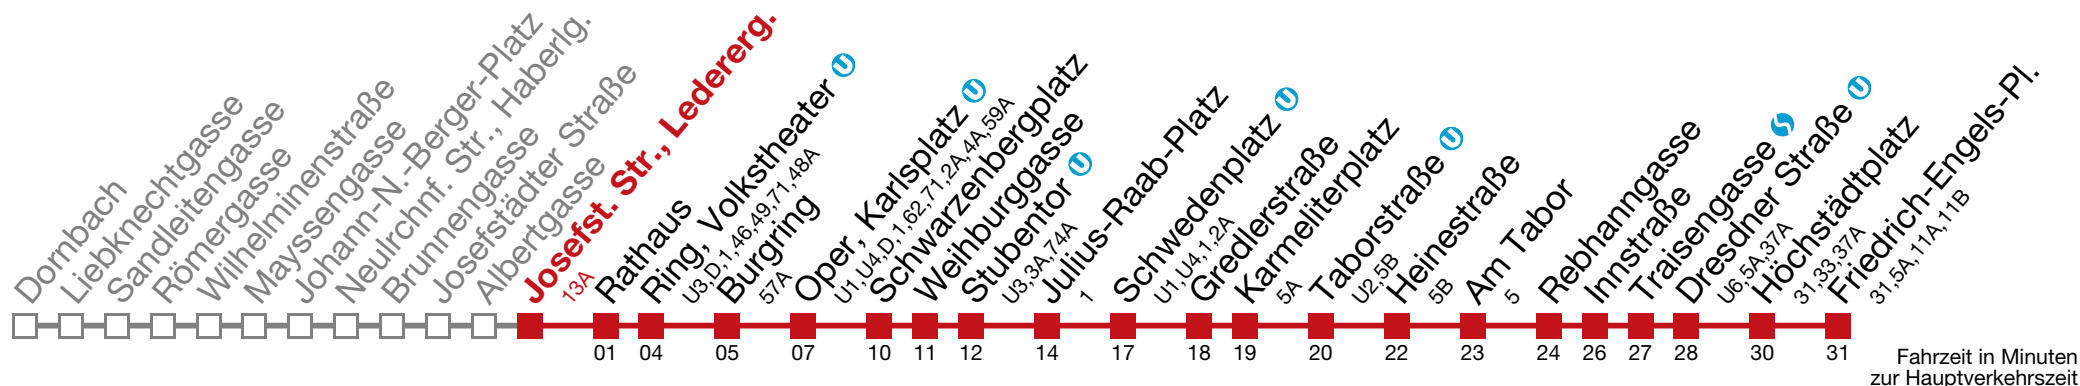 Dornbach
Liebknechtgasse
Sandleitengasse
Römergasse
Wilhelminenstraße
Mayssengasse
Johann-N.-Berger-Platz
Neulrchnf. Str., Haberlg.
Brunnengasse
Josefstädter Straße
Albertgasse
Josefst. Str., Ledererg.
13A
Rathaus
Ring, Volkstheater U
U3,D,1,46,49,71,48A
Burgring
57A
Oper, Karlsplatz U
U1,U4,D,1,62,71,2A,4A,59A
Schwarzenbergplatz
Weihburggasse
Stubentor U
U3,3A,74A
Julius-Raab-Platz
1
Schwedenplatz U
U1,U4,1,2A
Gredlerstraße
Karmeliterplatz
5A
Taborstraße U
U2,5B
Heinestraße
5B
Am Tabor
5
Rebhanngasse
Innstraße
Traisengasse S
Dresdner Straße U
U6,5A,37A
Höchstädtplatz
31,33,37A
Friedrich-Engels-Pl.
31,5A,11A,11B
01 04 05 07 10 11 12 14 17 18 19 20 22 23 24 26 27 28 30 31
Fahrzeit in Minuten
zur Hauptverkehrszeit